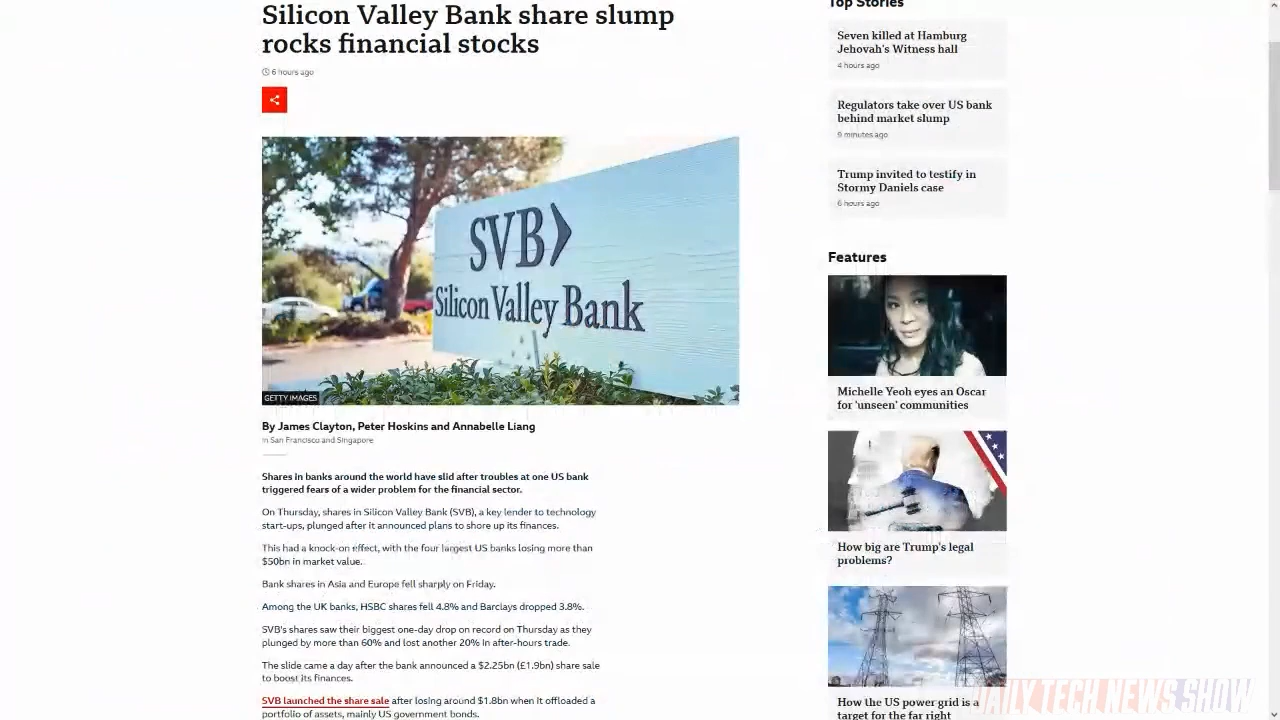 Silicon Valley Bank share slump
rocks financial stocks
6 hours ago
SVB
Silicon Valley Bank
GETTY IMAGES
By James Clayton, Peter Hoskins and Annabelle Liang
in San Francisco and Singapore
Shares in banks around the world have slid after troubles at one US bank
triggered fears of a wider problem for the financial sector.
On Thursday, shares in Silicon Valley Bank (SVB), a key lender to technology
start-ups, plunged after it announced plans to shore up its finances.
This had a knock-on effect, with the four largest US banks losing more than
$50bn in market value.
Bank shares in Asia and Europe fell sharply on Friday.
Among the UK banks, HSBC shares fell 4.8% and Barclays dropped 3.8%.
SVB's shares saw their biggest one-day drop on record on Thursday as they
plunged by more than 60% and lost another 20% in after-hours trade.
The slide came a day after the bank announced a $2.25bn (£1.9bn) share sale
to boost its finances.
SVB launched the share sale after losing around $1.8bn when it offloaded a
portfolio of assets, mainly US government bonds.
Top Stories
Seven killed at Hamburg
Jehovah's Witness hall
4 hours ago
Regulators take over US bank
behind market slump
9 minutes ago
Trump invited to testify in
Stormy Daniels case
6 hours ago
Features
Michelle Yeoh eyes an Oscar
for 'unseen' communities
How big are Trump's legal
problems?
How the US power grid is a
target for the far right
DAILY TECH NEWS SHOW